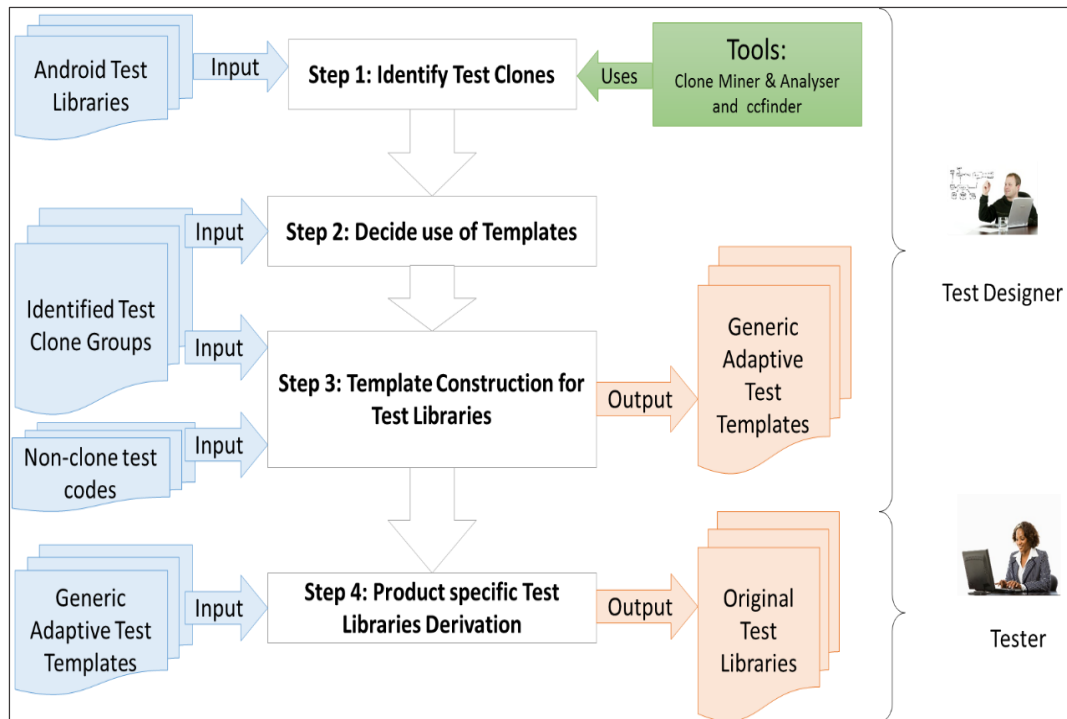 Android Test
Libraries
Input
Step 1: Identify Test Clones
Uses
Tools:
Clone Miner & Analyser
and ccfinder
Input
Step 2: Decide use of Templates
Identified Test
Clone Groups
Input
Step 3: Template Construction for
Test Libraries
Output
Generic
Adaptive
Test
Templates
Test Designer
Non-clone test
codes
Input
Generic
Adaptive Test
Templates
Input
Step 4: Product specific Test
Libraries Derivation
Output
Original
Test
Libraries
Tester